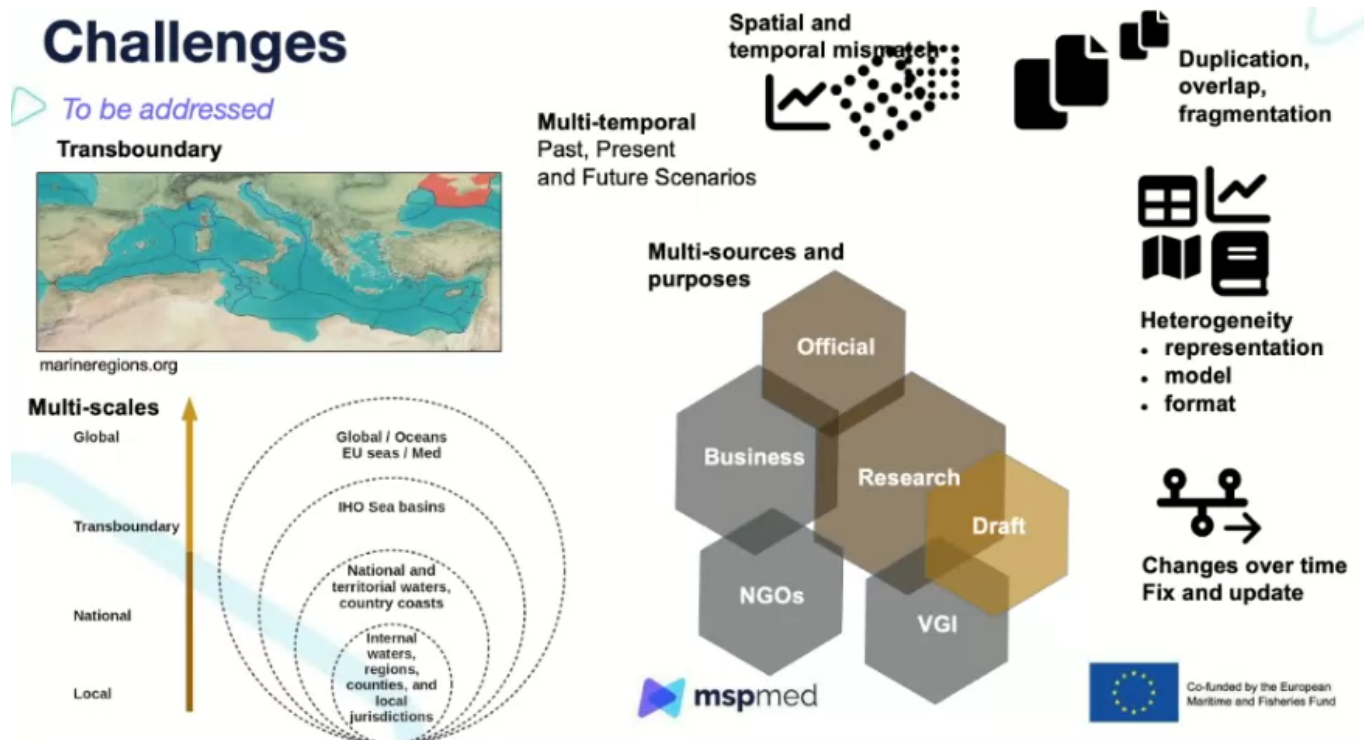 Challenges
To be addressed
Transboundary
marineregions.org
Multi-scales
Global
Transboundary
National
Local
Global / Oceans
EU seas / Med
IHO Sea basins
National and
territorial waters,
country coasts
Internal
waters,
regions,
counties, and
local
jurisdictions
Multi-temporal
Past, Present
and Future Scenarios
Spatial and
temporal mismatch
Multi-sources and
purposes
Official
Business
Research
Draft
NGOs
VGI
Duplication,
overlap,
fragmentation
Heterogeneity
• representation
• model
• format
Changes over time
Fix and update
mspmed
Co-funded by the European
Maritime and Fisheries Fund